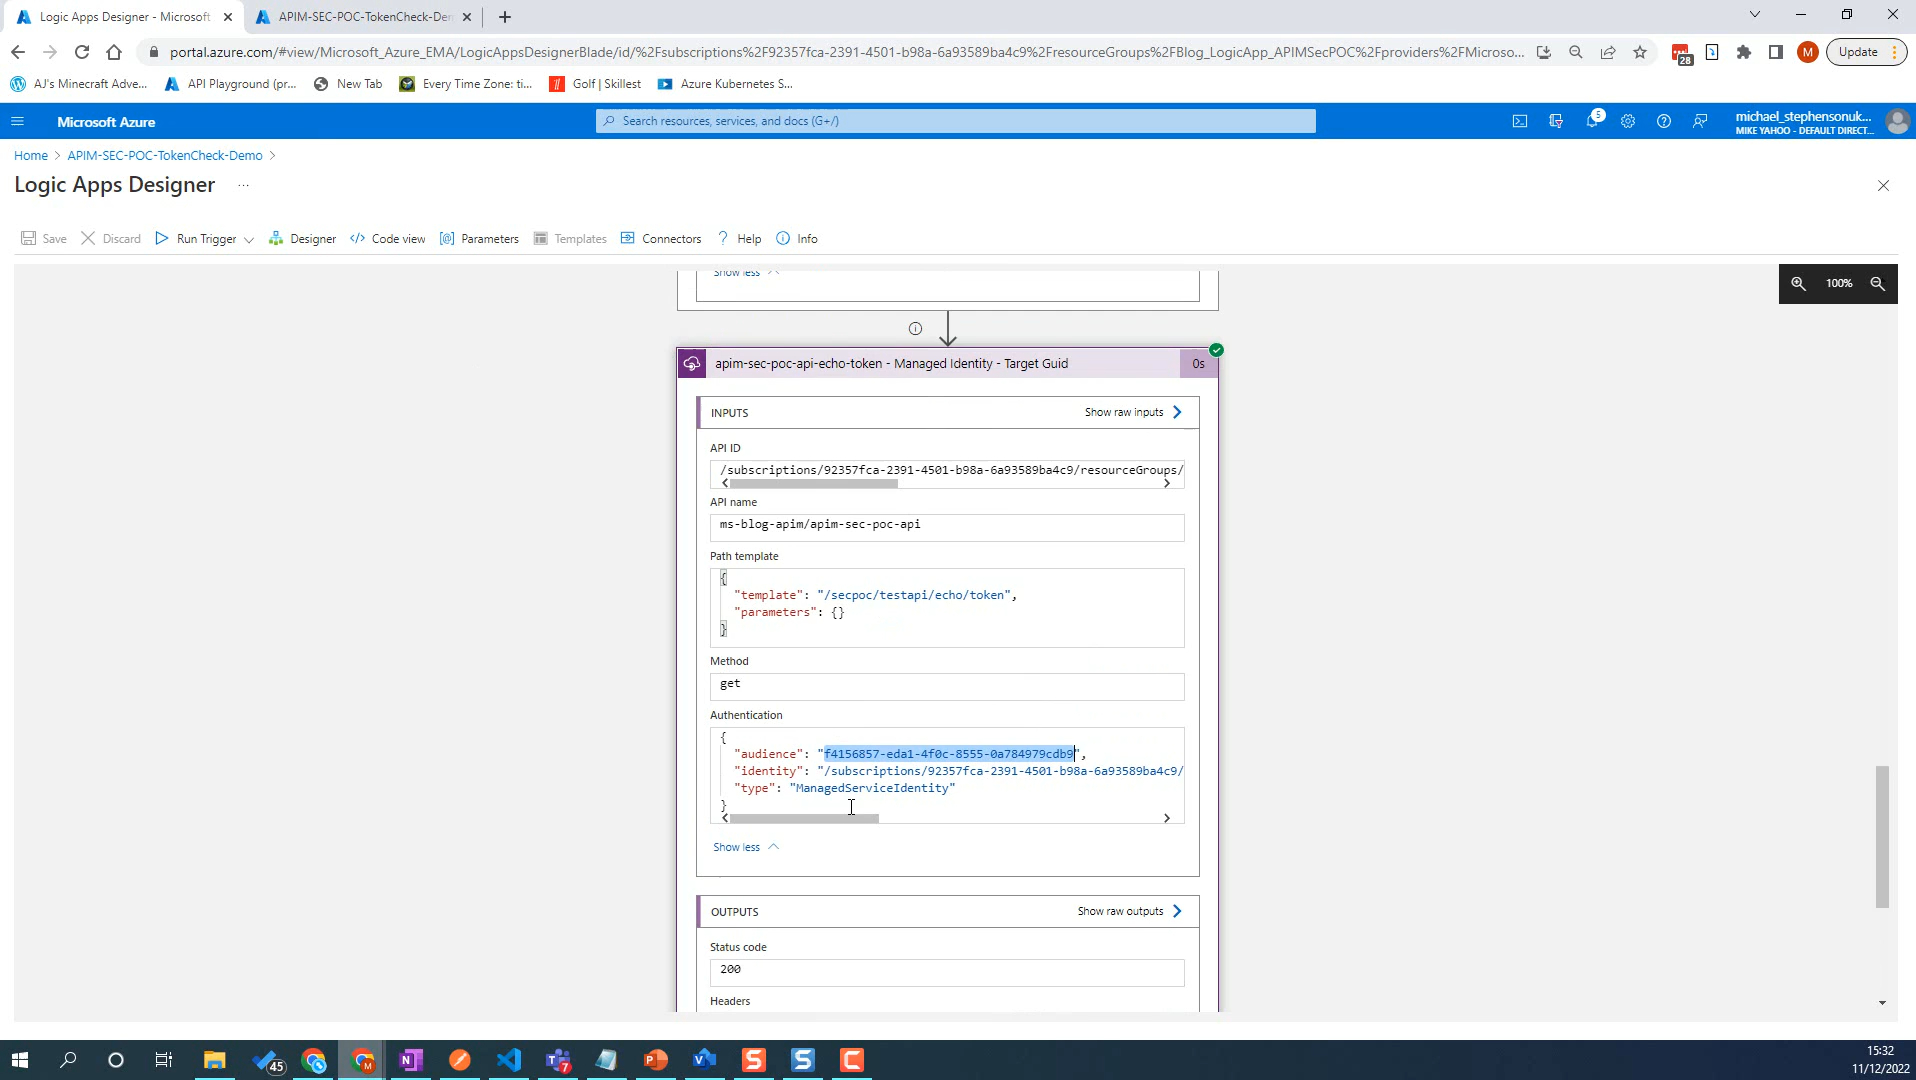 Logic Apps Designer - Microsoft
APIM-SEC-POC-TokenCheck-Der
portal.azure.com/#view/Microsoft_Azure_EMA/LogicAppsDesignerBlade/id/%2Fsubscriptions%2F92357fca-2391-4501-b98a-6a93589ba4c9%2FresourceGroups%2FBlog_LogicApp_APIMSecPOC%2Fproviders%2FMicroso...
28
M
Update
AJ's Minecraft Adve...
API Playground (pr...
New Tab
Every Time Zone: ti...
Golf | Skillest
Azure Kubernetes S...
Microsoft Azure
Search resources, services, and docs (G+/)
5
michael_stephensonuk...
MIKE YAHOO - DEFAULT DIRECT...
Home > APIM-SEC-POC-TokenCheck-Demo >
Logic Apps Designer ...
Save
Discard
Run Trigger
Designer
Code view
Parameters
Templates
Connectors
Help
Info
Show less
100%
apim-sec-poc-api-echo-token - Managed Identity - Target Guid
0s
INPUTS
Show raw inputs
API ID
/subscriptions/92357fca-2391-4501-b98a-6a93589ba4c9/resourceGroups/
API name
ms-blog-apim/apim-sec-poc-api
Path template
{
"template": "/secpoc/testapi/echo/token",
"parameters": {}
}
Method
get
Authentication
{
"audience": "f4156857-eda1-4f0c-8555-0a784979cdb9",
"identity": "/subscriptions/92357fca-2391-4501-b98a-6a93589ba4c9/
"type": "ManagedServiceIdentity"
}
Show less
OUTPUTS
Show raw outputs
Status code
200
Headers
45
7
15:32
11/12/2022